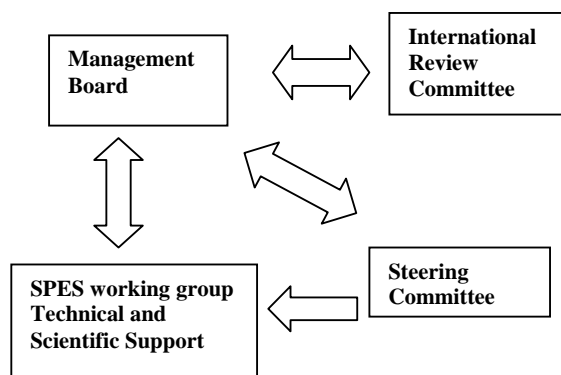 Management
Board
International
Review
Committee
SPES working group
Technical and
Scientific Support
Steering
Committee